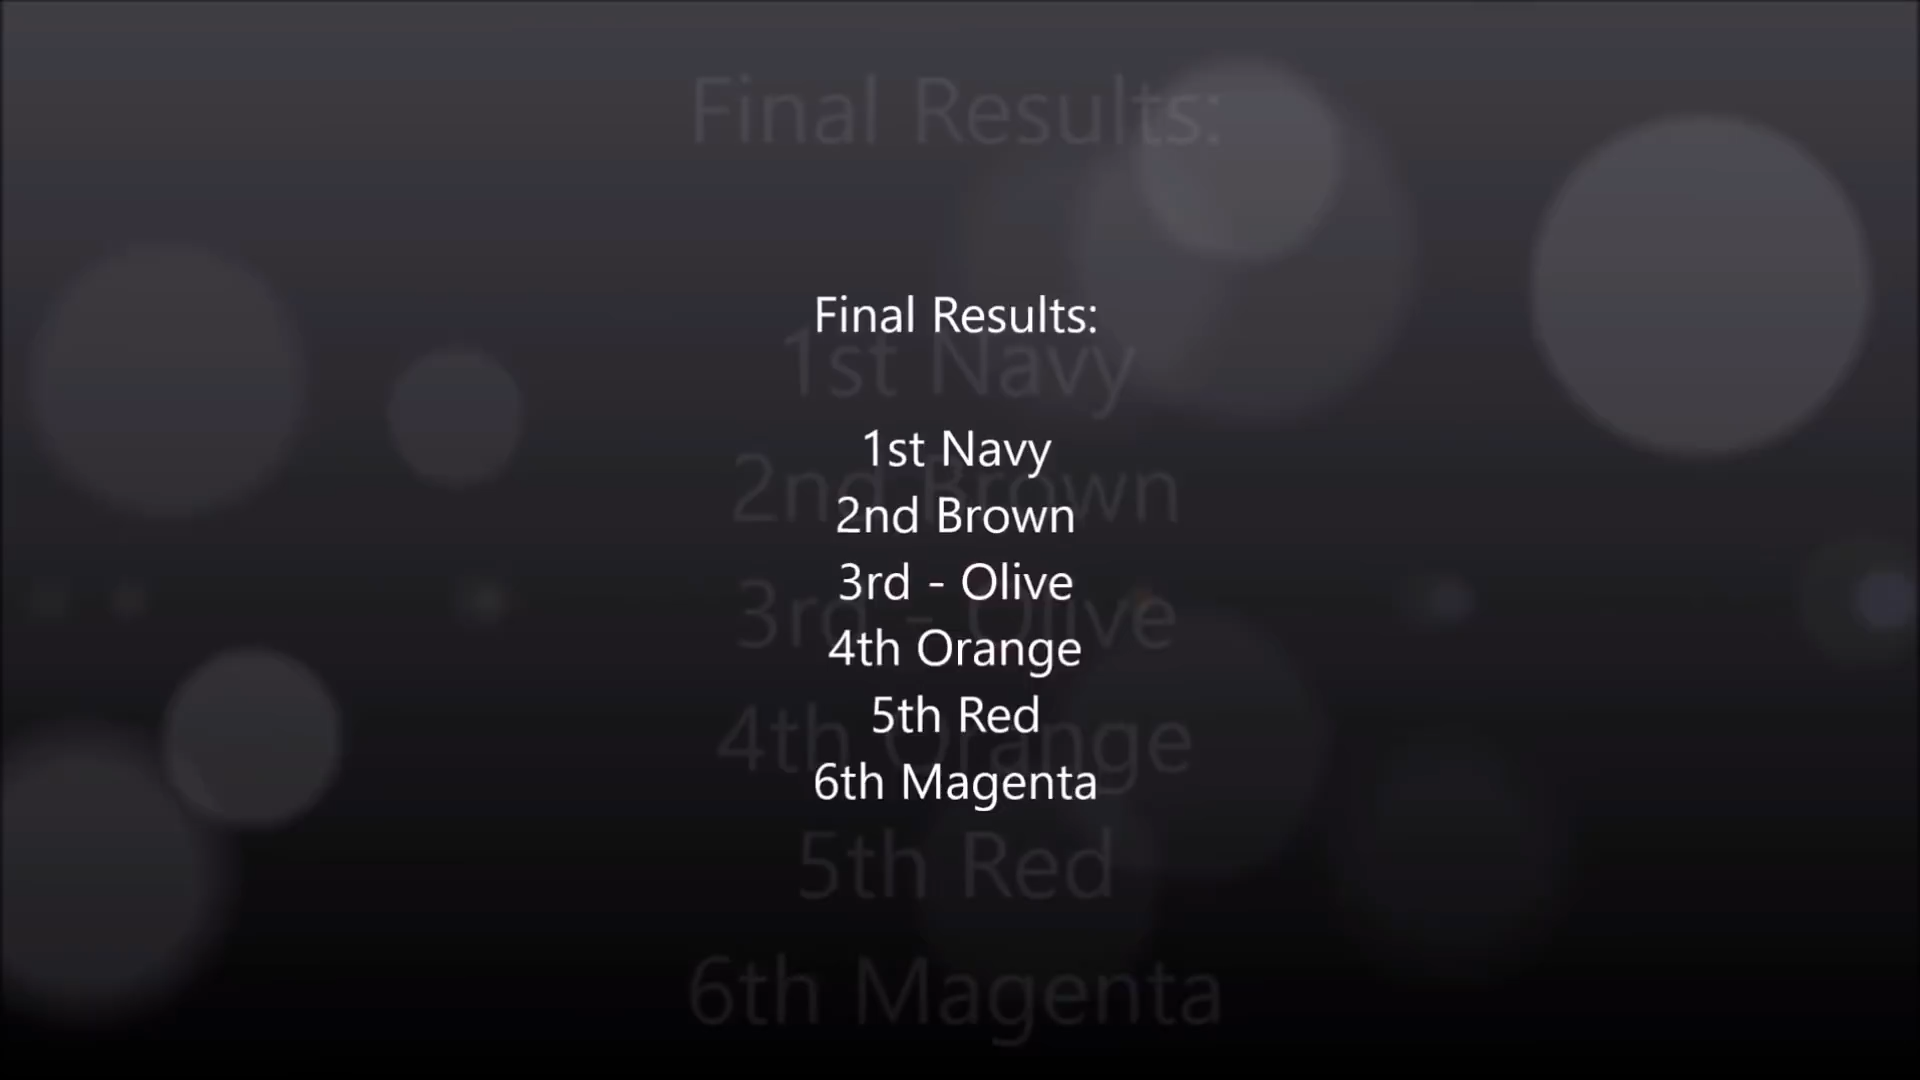 Final Results:
1st Navy
2nd Brown
3rd - Olive
4th Orange
5th Red
6th Magenta